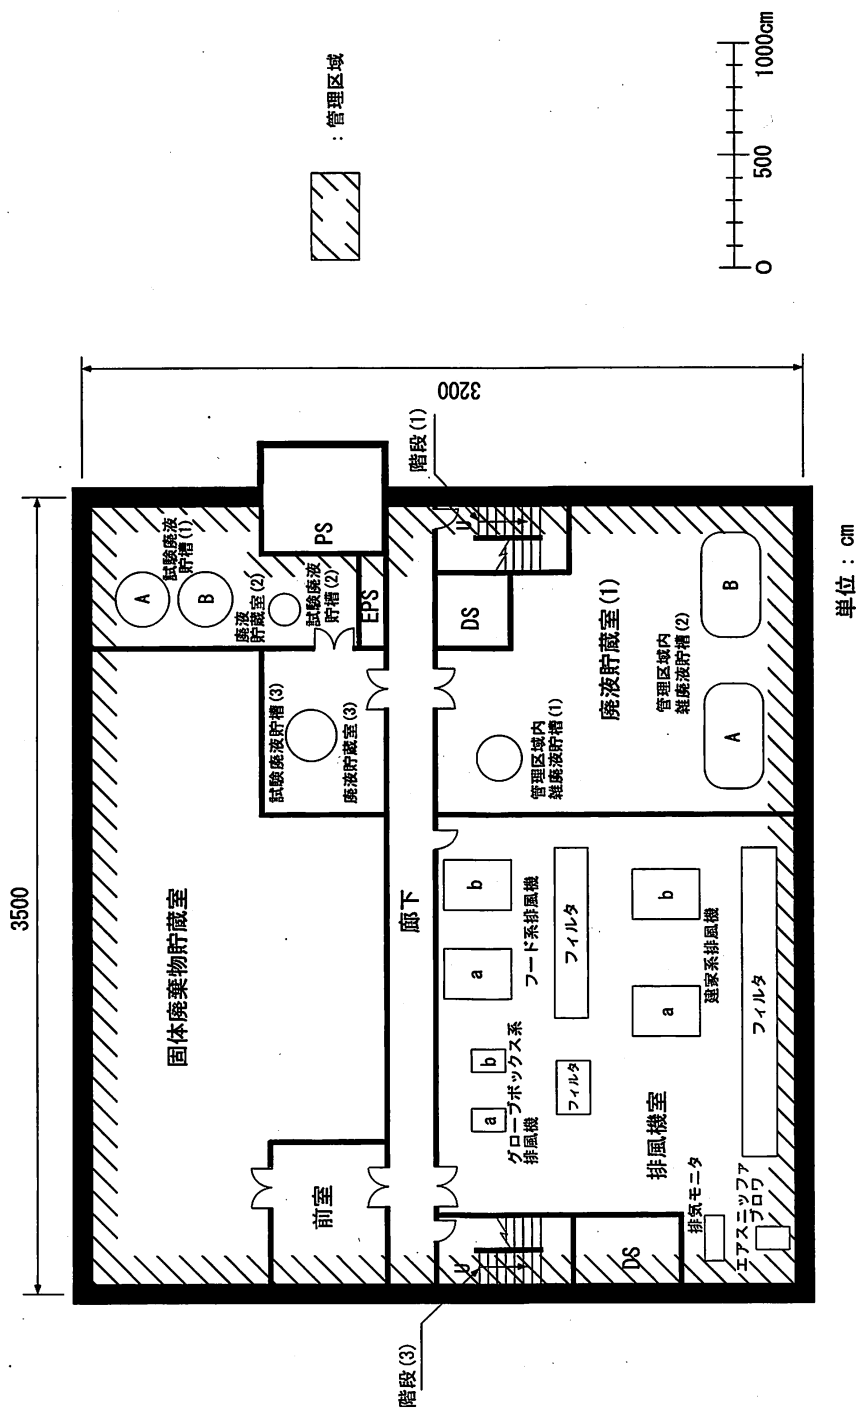 3500
3200
固体廃棄物貯蔵室
試験廃液
貯槽(1)
A
B
廃液
貯蔵室(2)
試験廃液
貯槽(2)
PS
EPS
試験廃液貯槽(3)
廃液貯蔵室(3)
前室
廊下
階段(3)
階段(1)
U
U
DS
DS
a
b
グローブボックス系
排風機
a
b
フード系排風機
フィルタ
フィルタ
a
b
建家系排風機
フィルタ
排風機室
排気モニタ
エアスニッファ
ブロワ
管理区域内
雑廃液貯槽(1)
廃液貯蔵室(1)
管理区域内
雑廃液貯槽(2)
A
B
単位：cm
：管理区域
0
500
1000cm